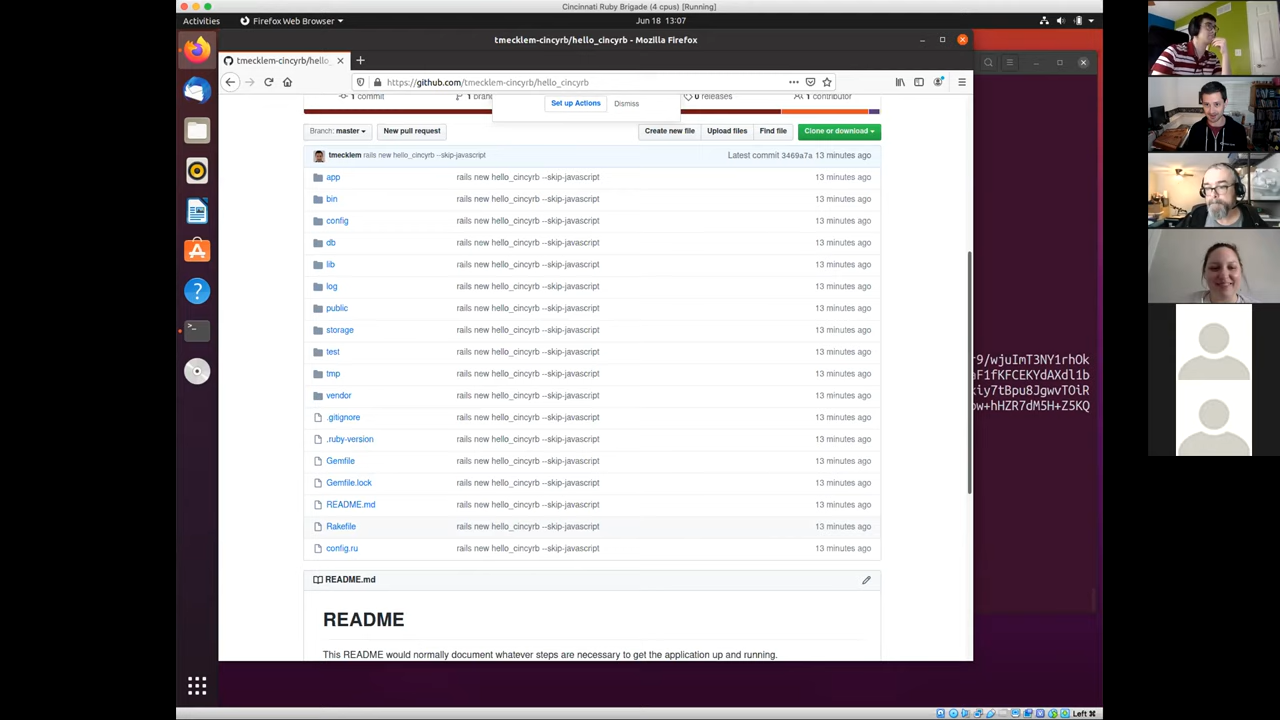 Cincinnati Ruby Brigade (4 cpus) [Running]
Activities
Firefox Web Browser
Jun 18 13:07
tmecklem-cincyrb/hello_cincyrb - Mozilla Firefox
tmecklem-cincyrb/hello_
https://github.com/tmecklem-cincyrb/hello_cincyrb
1 commit
1 bran
0 releases
1 contributor
Set up Actions
Dismiss
Branch: master
New pull request
Create new file
Upload files
Find file
Clone or download
tmecklem rails new hello_cincyrb --skip-javascript
Latest commit 3469a7a 13 minutes ago
app rails new hello_cincyrb --skip-javascript 13 minutes ago
bin rails new hello_cincyrb --skip-javascript 13 minutes ago
config rails new hello_cincyrb --skip-javascript 13 minutes ago
db rails new hello_cincyrb --skip-javascript 13 minutes ago
lib rails new hello_cincyrb --skip-javascript 13 minutes ago
log rails new hello_cincyrb --skip-javascript 13 minutes ago
public rails new hello_cincyrb --skip-javascript 13 minutes ago
storage rails new hello_cincyrb --skip-javascript 13 minutes ago
test rails new hello_cincyrb --skip-javascript 13 minutes ago
tmp rails new hello_cincyrb --skip-javascript 13 minutes ago
vendor rails new hello_cincyrb --skip-javascript 13 minutes ago
.gitignore rails new hello_cincyrb --skip-javascript 13 minutes ago
.ruby-version rails new hello_cincyrb --skip-javascript 13 minutes ago
Gemfile rails new hello_cincyrb --skip-javascript 13 minutes ago
Gemfile.lock rails new hello_cincyrb --skip-javascript 13 minutes ago
README.md rails new hello_cincyrb --skip-javascript 13 minutes ago
Rakefile rails new hello_cincyrb --skip-javascript 13 minutes ago
config.ru rails new hello_cincyrb --skip-javascript 13 minutes ago
r9/wjuImT3NY1rhOk
F1fKFCEKYdAXdl1b
iy7tBpu8JgwvTOiR
w+hHZR7dM5H+Z5KQ
README.md
README
This README would normally document whatever steps are necessary to get the application up and running.
Left ⌘